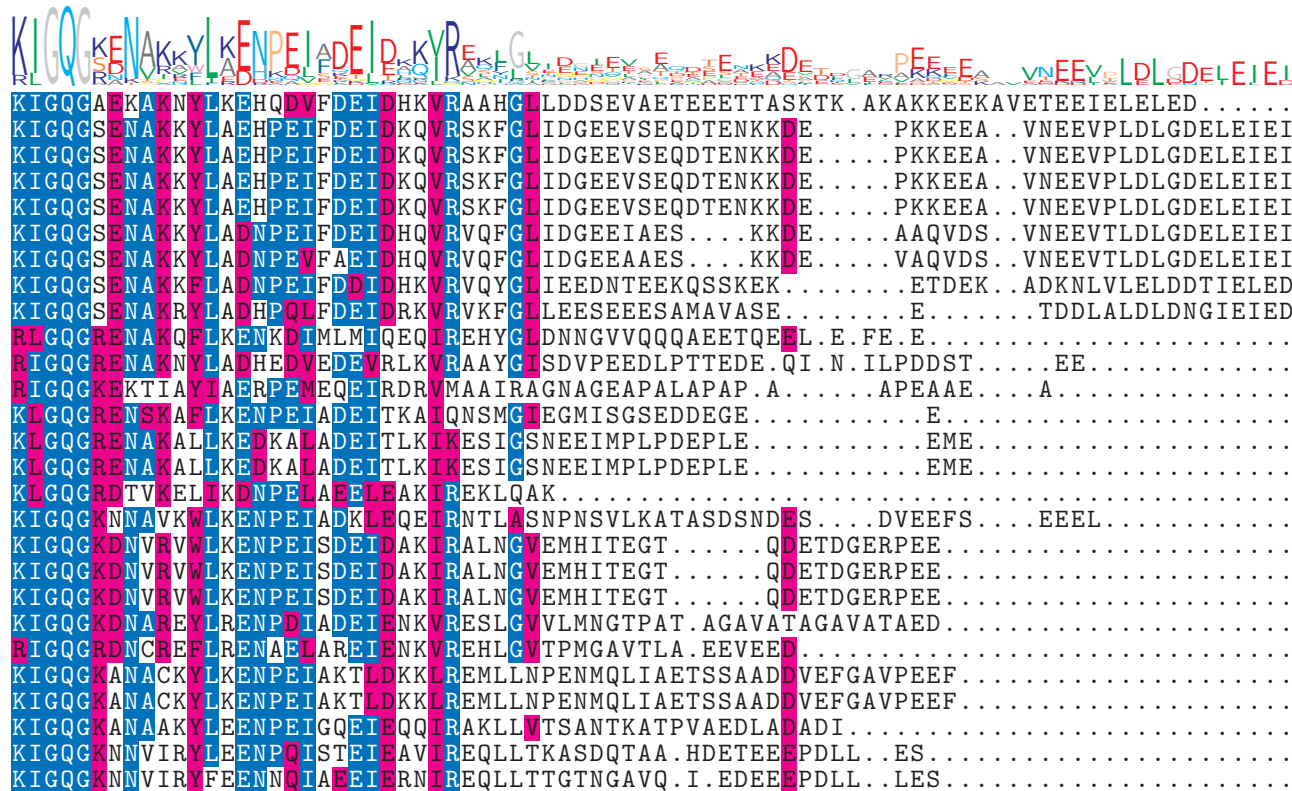 KIGQGKENAKKYLKENPEIADEIDKKYREKLG
KIGQGAEKAKNYLKEHQDVFDEIDHKVRAAHGLLDDSEVAETEEETTASKTK.AKAKKEEKAVETEEIELELED......
KIGQGSENAKKYLAEHPEIFDEIDKQVRSKFGLIDGEEVSEQDTENKKDE.....PKKEEA..VNEEVPLDLGDELEIEI
KIGQGSENAKKYLAEHPEIFDEIDKQVRSKFGLIDGEEVSEQDTENKKDE.....PKKEEA..VNEEVPLDLGDELEIEI
KIGQGSENAKKYLAEHPEIFDEIDKQVRSKFGLIDGEEVSEQDTENKKDE.....PKKEEA..VNEEVPLDLGDELEIEI
KIGQGSENAKKYLAEHPEIFDEIDKQVRSKFGLIDGEEVSEQDTENKKDE.....PKKEEA..VNEEVPLDLGDELEIEI
KIGQGSENAKKYLADNPEIFDEIDHQVRVQFGLIDGEEIAES....KKDE.....AAQVDS..VNEEVTLDLGDELEIEI
KIGQGSENAKKYLADNPEVFAEIDHQVRVQFGLIDGEEAAES....KKDE.....VAQVDS..VNEEVTLDLGDELEIEI
KIGQGSENAKKFLADNPEIFDDIDHKVRVQYGLIEEDNTEEKQSSKEK........ETDEK..ADKNLVLELDDTIELED
KIGQGSENAKRYLADHPQLFDEIDRKVRVKFGLLEESEESAMAVASE.........E.......TDDLALDLDNGIEIED
RLGQGRENAKQFLKENKDIMLMIQEQIREHYGLDNNGVVQQQAEETQEEL.E.FE.E.......................
RIGQGRENAKNYLADHEDVEDEVRLKVRAAYGISDVPEEDLPTTEDE.QI.N.ILPDDST.....EE.............
RIGQGKEKTIAYIAERPEMEQEIRDRVMAAIRAGNAGEAPALAPAP.A......APEAAE....A...............
KLGQGRENSKAFLKENPEIADEITKAIQNSMGIEGMISGSEDDEGE...........E......................
KLGQGRENAKALLKEDKALADEITLKIKESIGSNEEIMPLPDEPLE...........EME....................
KLGQGRENAKALLKEDKALADEITLKIKESIGSNEEIMPLPDEPLE...........EME....................
KLGQGRDTVKELIKDNPELAEELEAKIREKLQAK..............................................
KIGQGKNNAVKWLKENPEIADKLEQEIRNTLASNPNSVLKATASDSNDES....DVEEFS....EEEL............
KIGQGKDNVRVWLKENPEISDEIDAKIRALNGVEMHITEGT......QDETDGERPEE......................
KIGQGKDNVRVWLKENPEISDEIDAKIRALNGVEMHITEGT......QDETDGERPEE......................
KIGQGKDNVRVWLKENPEISDEIDAKIRALNGVEMHITEGT......QDETDGERPEE......................
KIGQGKDNAREYLRENPDIADEIENKVRESLGVVLMNGTPAT.AGAVATAGAVATAED......................
RIGQGRDNCREFLRENAELAREIENKVREHLGVTPMGAVTLA.EEVEED...............................
KIGQGKANACKYLKENPEIAKTLDKKLREMLLNPENMQLIAETSSAADDVEFGAVPEEF.....................
KIGQGKANACKYLKENPEIAKTLDKKLREMLLNPENMQLIAETSSAADDVEFGAVPEEF.....................
KIGQGKANAAKYLEENPEIGQEIEQQIRAKLLVTSANTKATPVAEDLADADI............................
KIGQGKNNVIRYLEENPQISTEIEAVIREQLLTKASDQTAA.HDETEEEPDLL..ES.......................
KIGQGKNNVIRYFEENNQIAEEIERNIREQLLTTGTNGAVQ.I.EDEEEPDLL..LES......................